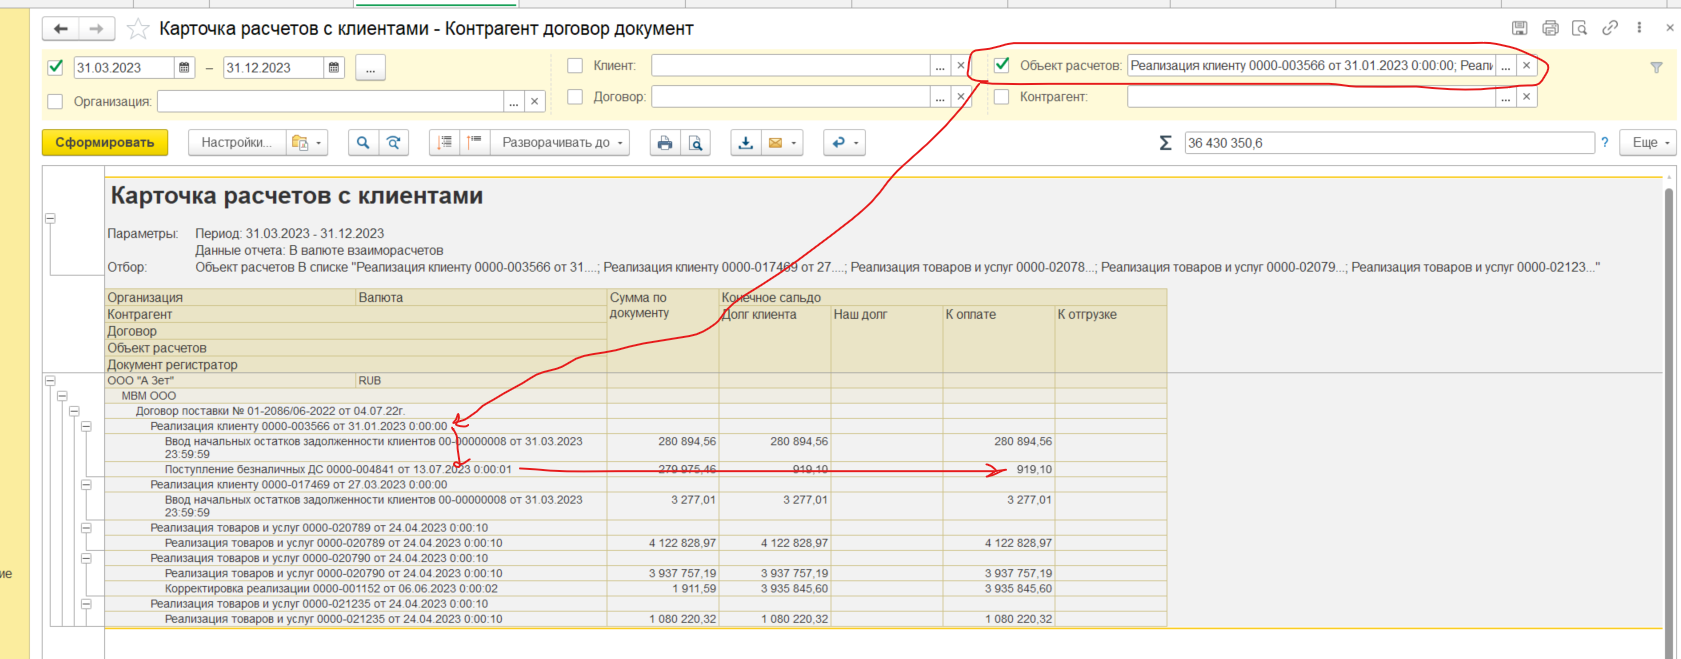 Карточка расчетов с клиентами - Контрагент договор документ
31.03.2023 – 31.12.2023 ... Клиент: ... × Объект расчетов: Реализация клиенту 0000-003566 от 31.01.2023 0:00:00; Реали ... ×
Организация: ... × Договор: ... × Контрагент: ... ×
Сформировать Настройки... Разворачивать до Σ 36 430 350,6 ? Еще
Карточка расчетов с клиентами
Параметры: Период: 31.03.2023 - 31.12.2023
Данные отчета: В валюте взаиморасчетов
Отбор: Объект расчетов В списке "Реализация клиенту 0000-003566 от 31....; Реализация клиенту 0000-017469 от 27....; Реализация товаров и услуг 0000-02078...; Реализация товаров и услуг 0000-02079...; Реализация товаров и услуг 0000-02123..."
Организация Валюта Сумма по документу Конечное сальдо
Контрагент Долг клиента Наш долг К оплате К отгрузке
Договор
Объект расчетов
Документ регистратор
ООО "А Зет" RUB
МВМ ООО
Договор поставки № 01-2086/06-2022 от 04.07.22г.
Реализация клиенту 0000-003566 от 31.01.2023 0:00:00
Ввод начальных остатков задолженности клиентов 00-00000008 от 31.03.2023 280 894,56 280 894,56 280 894,56
23:59:59
Поступление безналичных ДС 0000-004841 от 13.07.2023 0:00:01 279 975,46 919,10 919,10
Реализация клиенту 0000-017469 от 27.03.2023 0:00:00
Ввод начальных остатков задолженности клиентов 00-00000008 от 31.03.2023 3 277,01 3 277,01 3 277,01
23:59:59
Реализация товаров и услуг 0000-020789 от 24.04.2023 0:00:10
Реализация товаров и услуг 0000-020789 от 24.04.2023 0:00:10 4 122 828,97 4 122 828,97 4 122 828,97
Реализация товаров и услуг 0000-020790 от 24.04.2023 0:00:10
ие Реализация товаров и услуг 0000-020790 от 24.04.2023 0:00:10 3 937 757,19 3 937 757,19 3 937 757,19
Корректировка реализации 0000-001152 от 06.06.2023 0:00:02 1 911,59 3 935 845,60 3 935 845,60
Реализация товаров и услуг 0000-021235 от 24.04.2023 0:00:10
Реализация товаров и услуг 0000-021235 от 24.04.2023 0:00:10 1 080 220,32 1 080 220,32 1 080 220,32